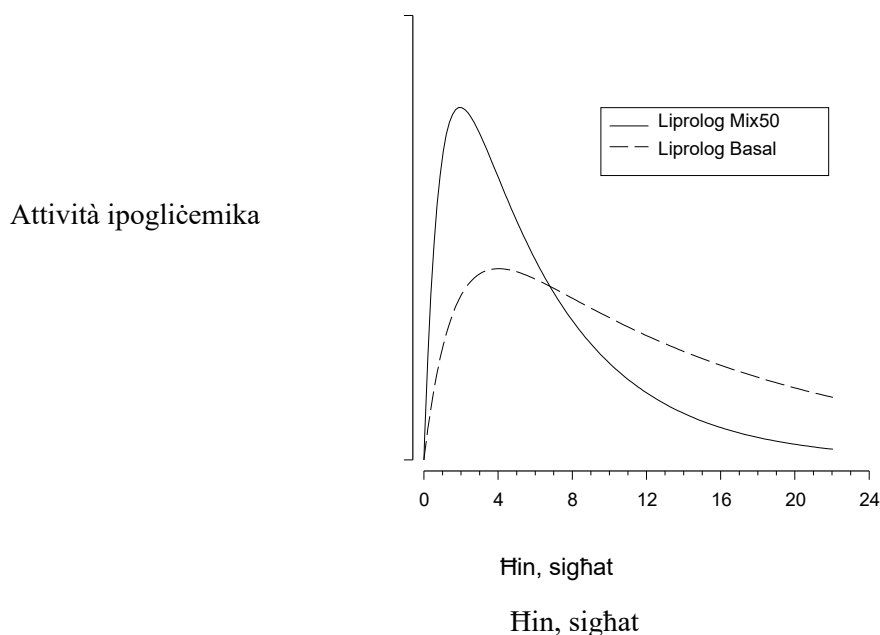 Liprolog Mix50
Liprolog Basal
Attività ipogliċemika
0 4 8 12 16 20 24
Ħin, sigħat
Ħin, sigħat